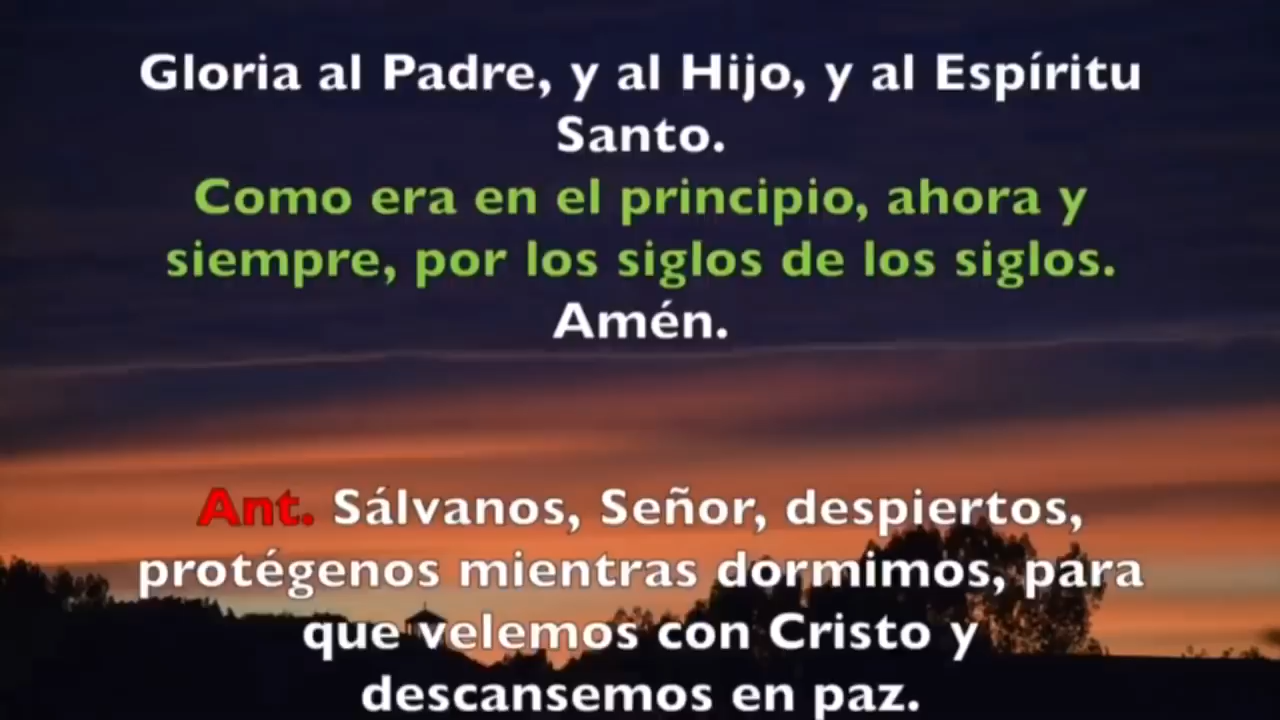 Gloria al Padre, y al Hijo, y al Espíritu
Santo.
Como era en el principio, ahora y
siempre, por los siglos de los siglos.
Amén.
Ant. Sálvanos, Señor, despiertos,
protégenos mientras dormimos, para
que velemos con Cristo y
descansemos en paz.